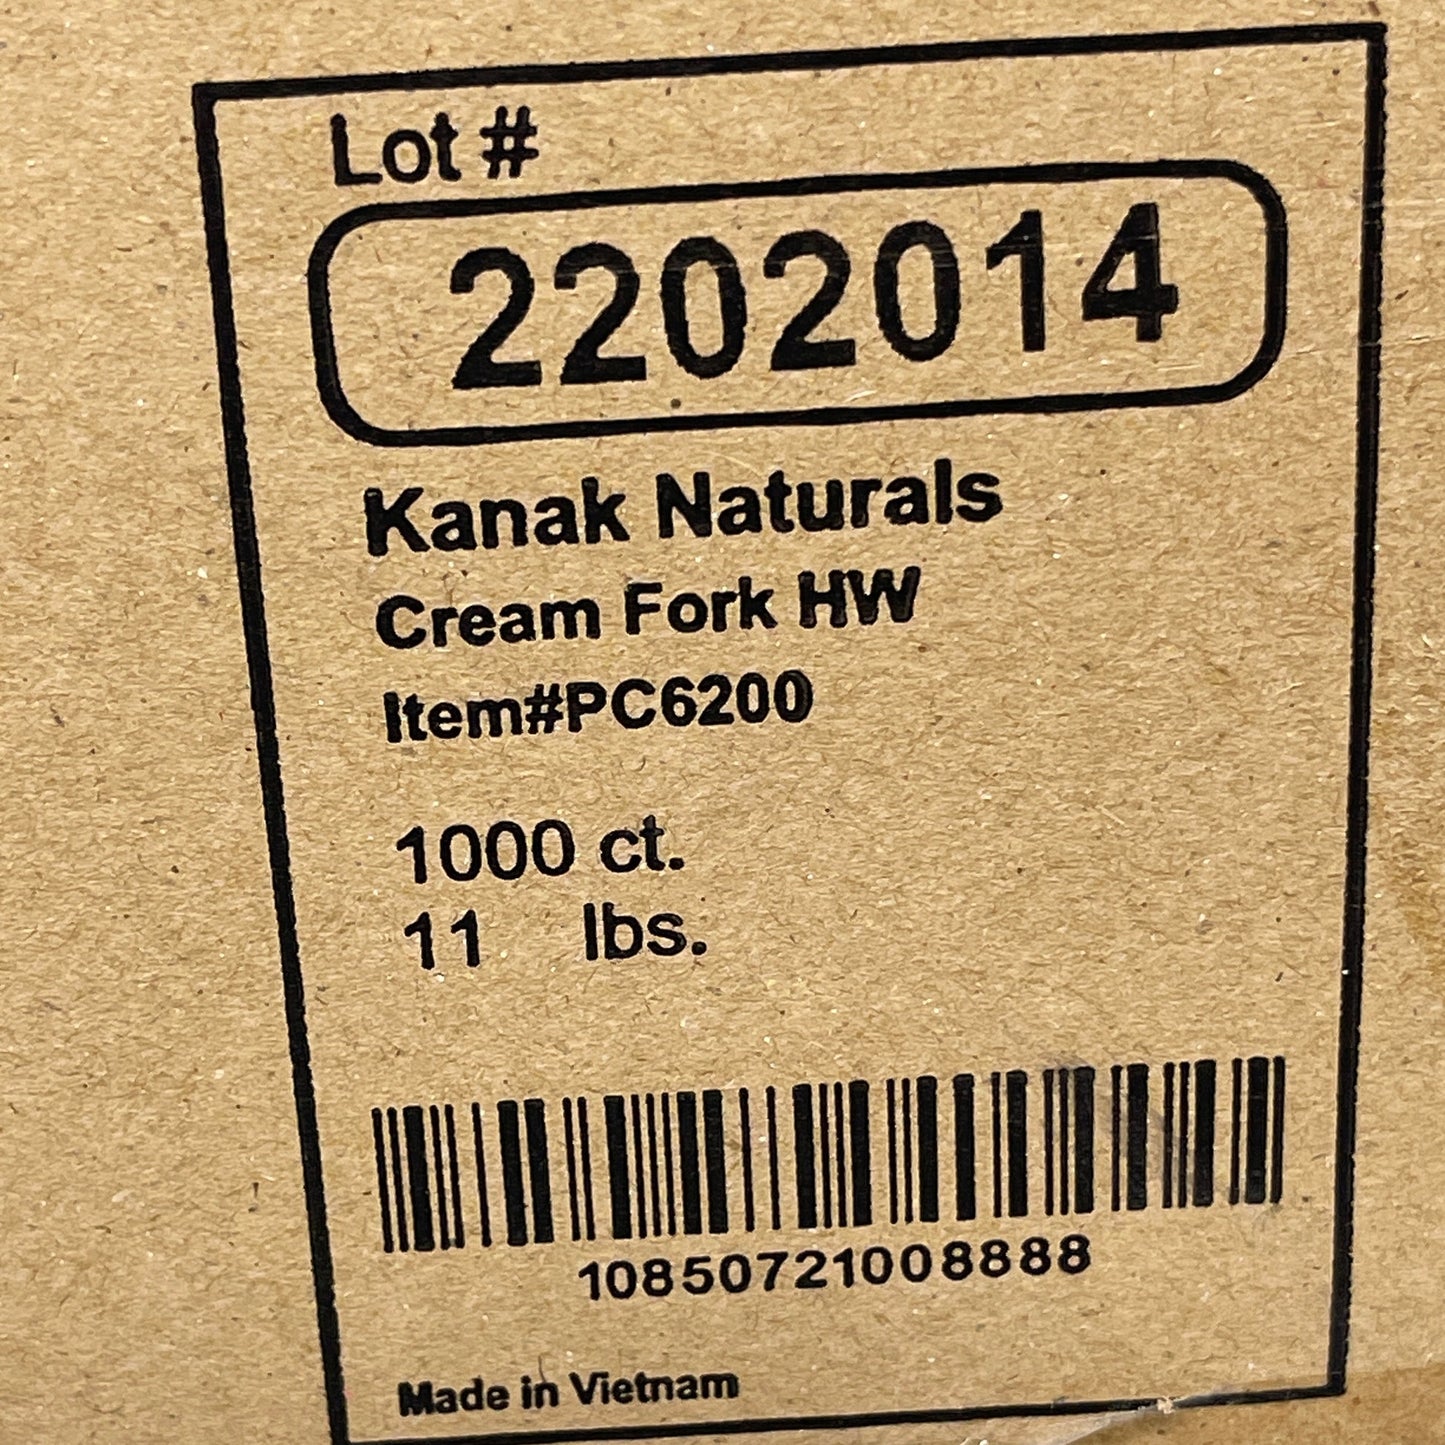 Lot #
2202014
Kanak Naturals
Cream Fork HW
Item#PC6200
1000 ct.
11 lbs.
10850721008888
Made in Vietnam